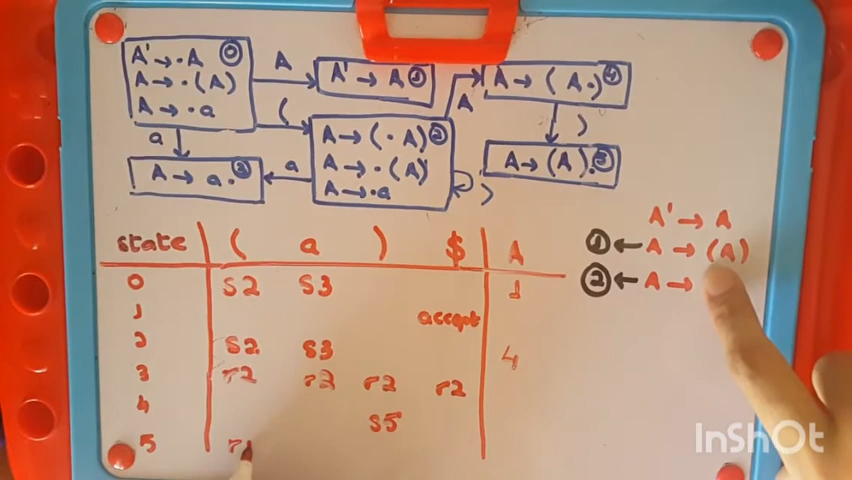 A' → ·A 0
A → ·(A)
A → ·a
A
A' → A· 1
(
a
A → a· 3
a
A → (·A) 2
A → ·(A)
A → ·a
)
A
A → (A·) 4
)
A → (A)· 5
A' → A
1 ← A → (A)
2 ← A →
state ( a ) $ A
0 s2 s3 1
1 accept
2 s2 s3 4
3 r2 r2 r2 r2
4 s5
5 r
InShOt